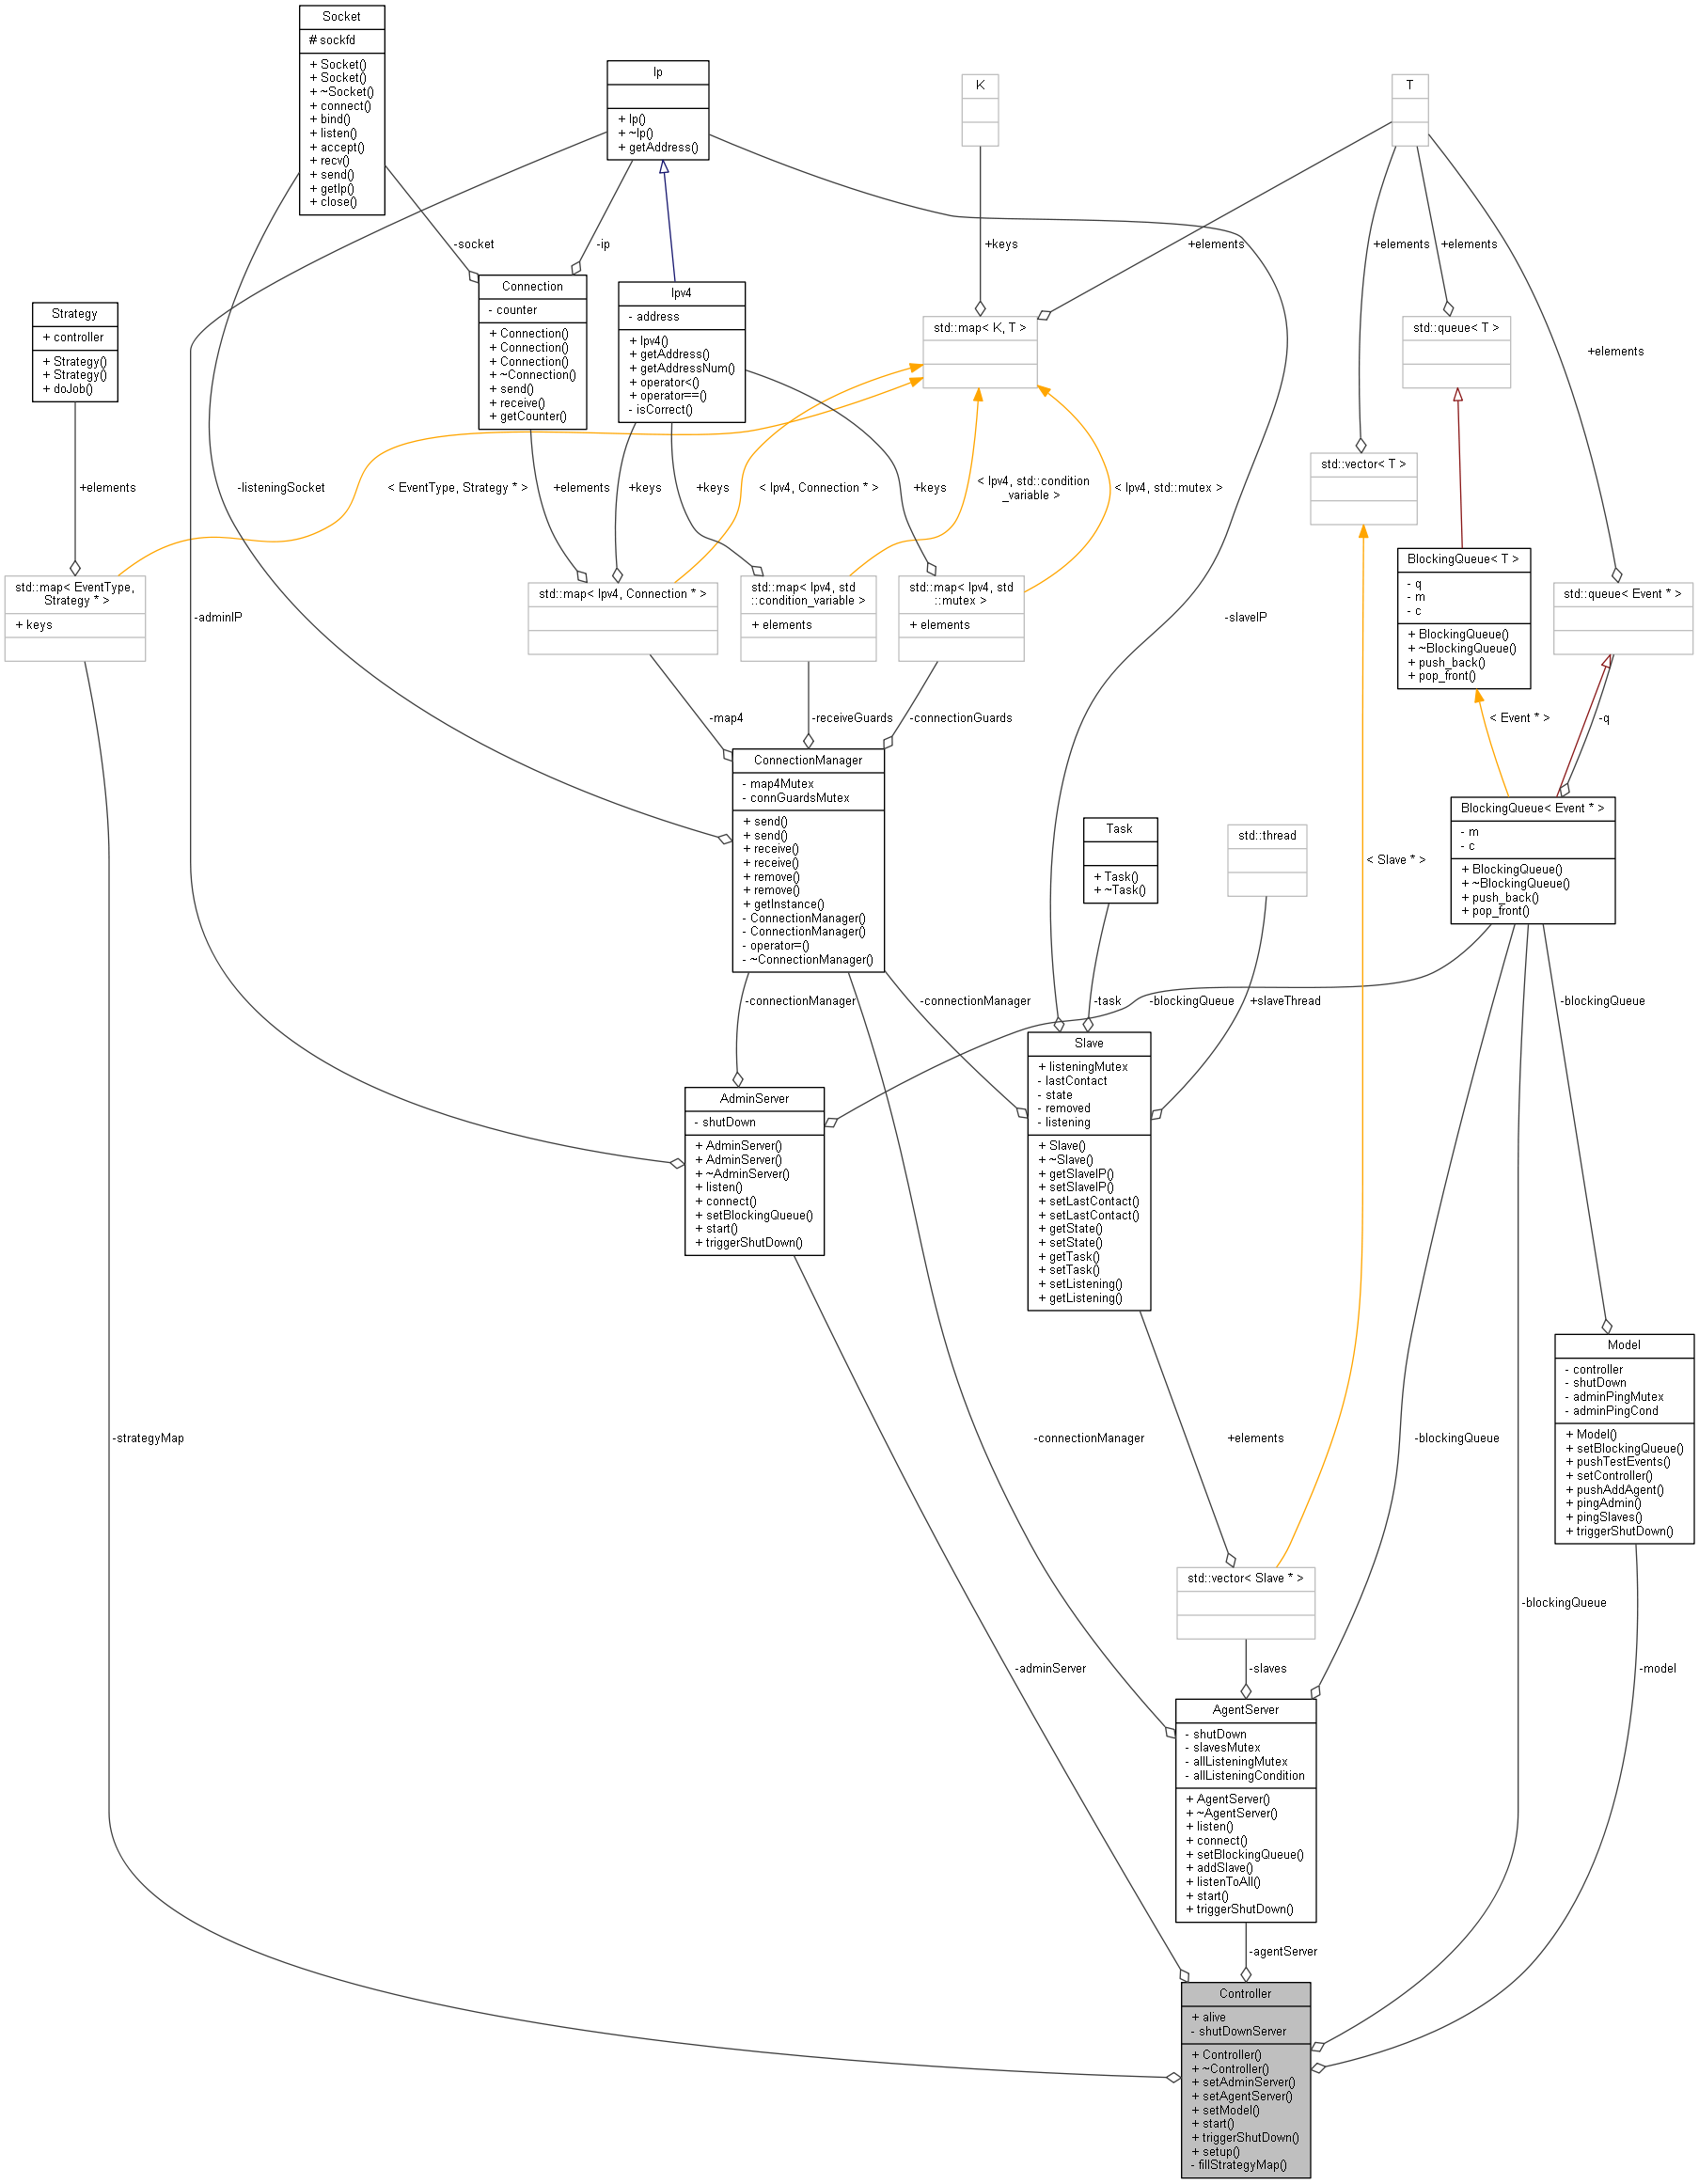 Socket
# sockfd
+ Socket()
+ Socket()
+ ~Socket()
+ connect()
+ bind()
+ listen()
+ accept()
+ recv()
+ send()
+ getIp()
+ close()
Ip
+ Ip()
+ ~Ip()
+ getAddress()
K
T
-socket
-ip
+keys
+elements
+elements
+elements
Connection
- counter
+ Connection()
+ Connection()
+ Connection()
+ ~Connection()
+ send()
+ receive()
+ getCounter()
Ipv4
- address
+ Ipv4()
+ getAddress()
+ getAddressNum()
+ operator<()
+ operator==()
- isCorrect()
Strategy
+ controller
+ Strategy()
+ Strategy()
+ doJob()
std::map< K, T >
std::queue< T >
+elements
std::vector< T >
+elements
-listeningSocket
< EventType, Strategy * >
+elements
+keys
+keys
< Ipv4, Connection * >
+keys
< Ipv4, std::condition
_variable >
< Ipv4, std::mutex >
std::map< EventType,
Strategy * >
+ keys
-adminIP
std::map< Ipv4, Connection * >
std::map< Ipv4, std
::condition_variable >
+ elements
std::map< Ipv4, std
::mutex >
+ elements
-slaveIP
BlockingQueue< T >
- q
- m
- c
+ BlockingQueue()
+ ~BlockingQueue()
+ push_back()
+ pop_front()
std::queue< Event * >
-map4
-receiveGuards
-connectionGuards
< Event * >
-q
ConnectionManager
- map4Mutex
- connGuardsMutex
+ send()
+ send()
+ receive()
+ receive()
+ remove()
+ remove()
+ getInstance()
- ConnectionManager()
- ConnectionManager()
- operator=()
- ~ConnectionManager()
Task
+ Task()
+ ~Task()
std::thread
< Slave * >
BlockingQueue< Event * >
- m
- c
+ BlockingQueue()
+ ~BlockingQueue()
+ push_back()
+ pop_front()
-connectionManager
-connectionManager
-task
-blockingQueue
+slaveThread
-blockingQueue
AdminServer
- shutDown
+ AdminServer()
+ AdminServer()
+ ~AdminServer()
+ listen()
+ connect()
+ setBlockingQueue()
+ start()
+ triggerShutDown()
Slave
+ listeningMutex
- lastContact
- state
- removed
- listening
+ Slave()
+ ~Slave()
+ getSlaveIP()
+ setSlaveIP()
+ setLastContact()
+ setLastContact()
+ getState()
+ setState()
+ getTask()
+ setTask()
+ setListening()
+ getListening()
Model
- controller
- shutDown
- adminPingMutex
- adminPingCond
+ Model()
+ setBlockingQueue()
+ pushTestEvents()
+ setController()
+ pushAddAgent()
+ pingAdmin()
+ pingSlaves()
+ triggerShutDown()
-strategyMap
-connectionManager
+elements
-blockingQueue
std::vector< Slave * >
-blockingQueue
-adminServer
-slaves
-model
AgentServer
- shutDown
- slavesMutex
- allListeningMutex
- allListeningCondition
+ AgentServer()
+ ~AgentServer()
+ listen()
+ connect()
+ setBlockingQueue()
+ addSlave()
+ listenToAll()
+ start()
+ triggerShutDown()
-agentServer
Controller
+ alive
- shutDownServer
+ Controller()
+ ~Controller()
+ setAdminServer()
+ setAgentServer()
+ setModel()
+ start()
+ triggerShutDown()
+ setup()
- fillStrategyMap()